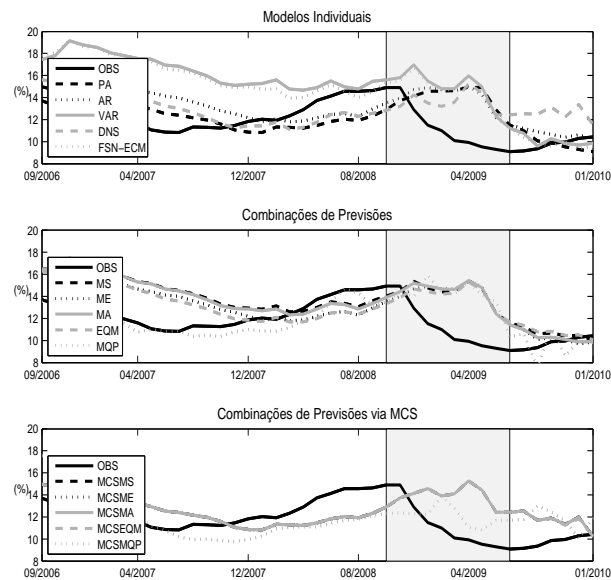 Modelos Individuais
20
18
16
14
12
10
8
(%)
OBS
PA
AR
VAR
DNS
FSN–ECM
09/2006 04/2007 12/2007 08/2008 04/2009 01/2010
Combinações de Previsões
20
18
16
14
12
10
8
(%)
OBS
MS
ME
MA
EQM
MQP
09/2006 04/2007 12/2007 08/2008 04/2009 01/2010
Combinações de Previsões via MCS
20
18
16
14
12
10
8
(%)
OBS
MCSMS
MCSME
MCSMA
MCSEQM
MCSMQP
09/2006 04/2007 12/2007 08/2008 04/2009 01/2010